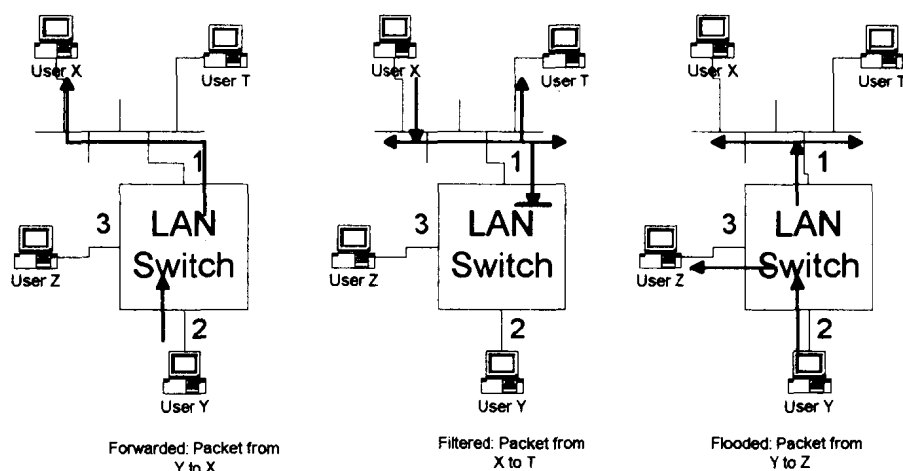 User X
User T
1
3
LAN
Switch
User Z
2
User Y
Forwarded: Packet from
Y to X
User X
User T
1
3
LAN
Switch
User Z
2
User Y
Filtered: Packet from
X to T
User X
User T
1
3
LAN
Switch
User Z
2
User Y
Flooded: Packet from
Y to Z